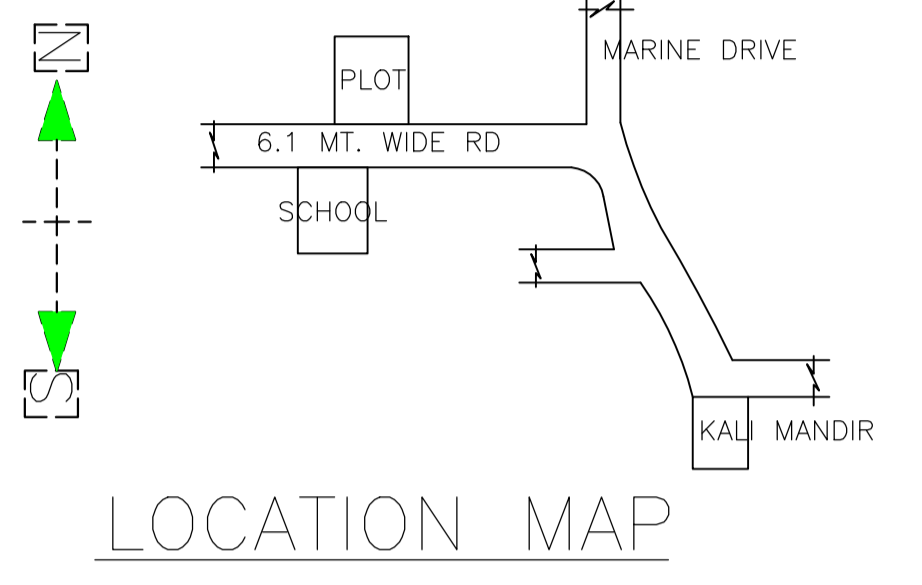 N
MARINE DRIVE
PLOT
6.1 MT. WIDE RD
SCHOOL
S
KALI MANDIR
LOCATION MAP